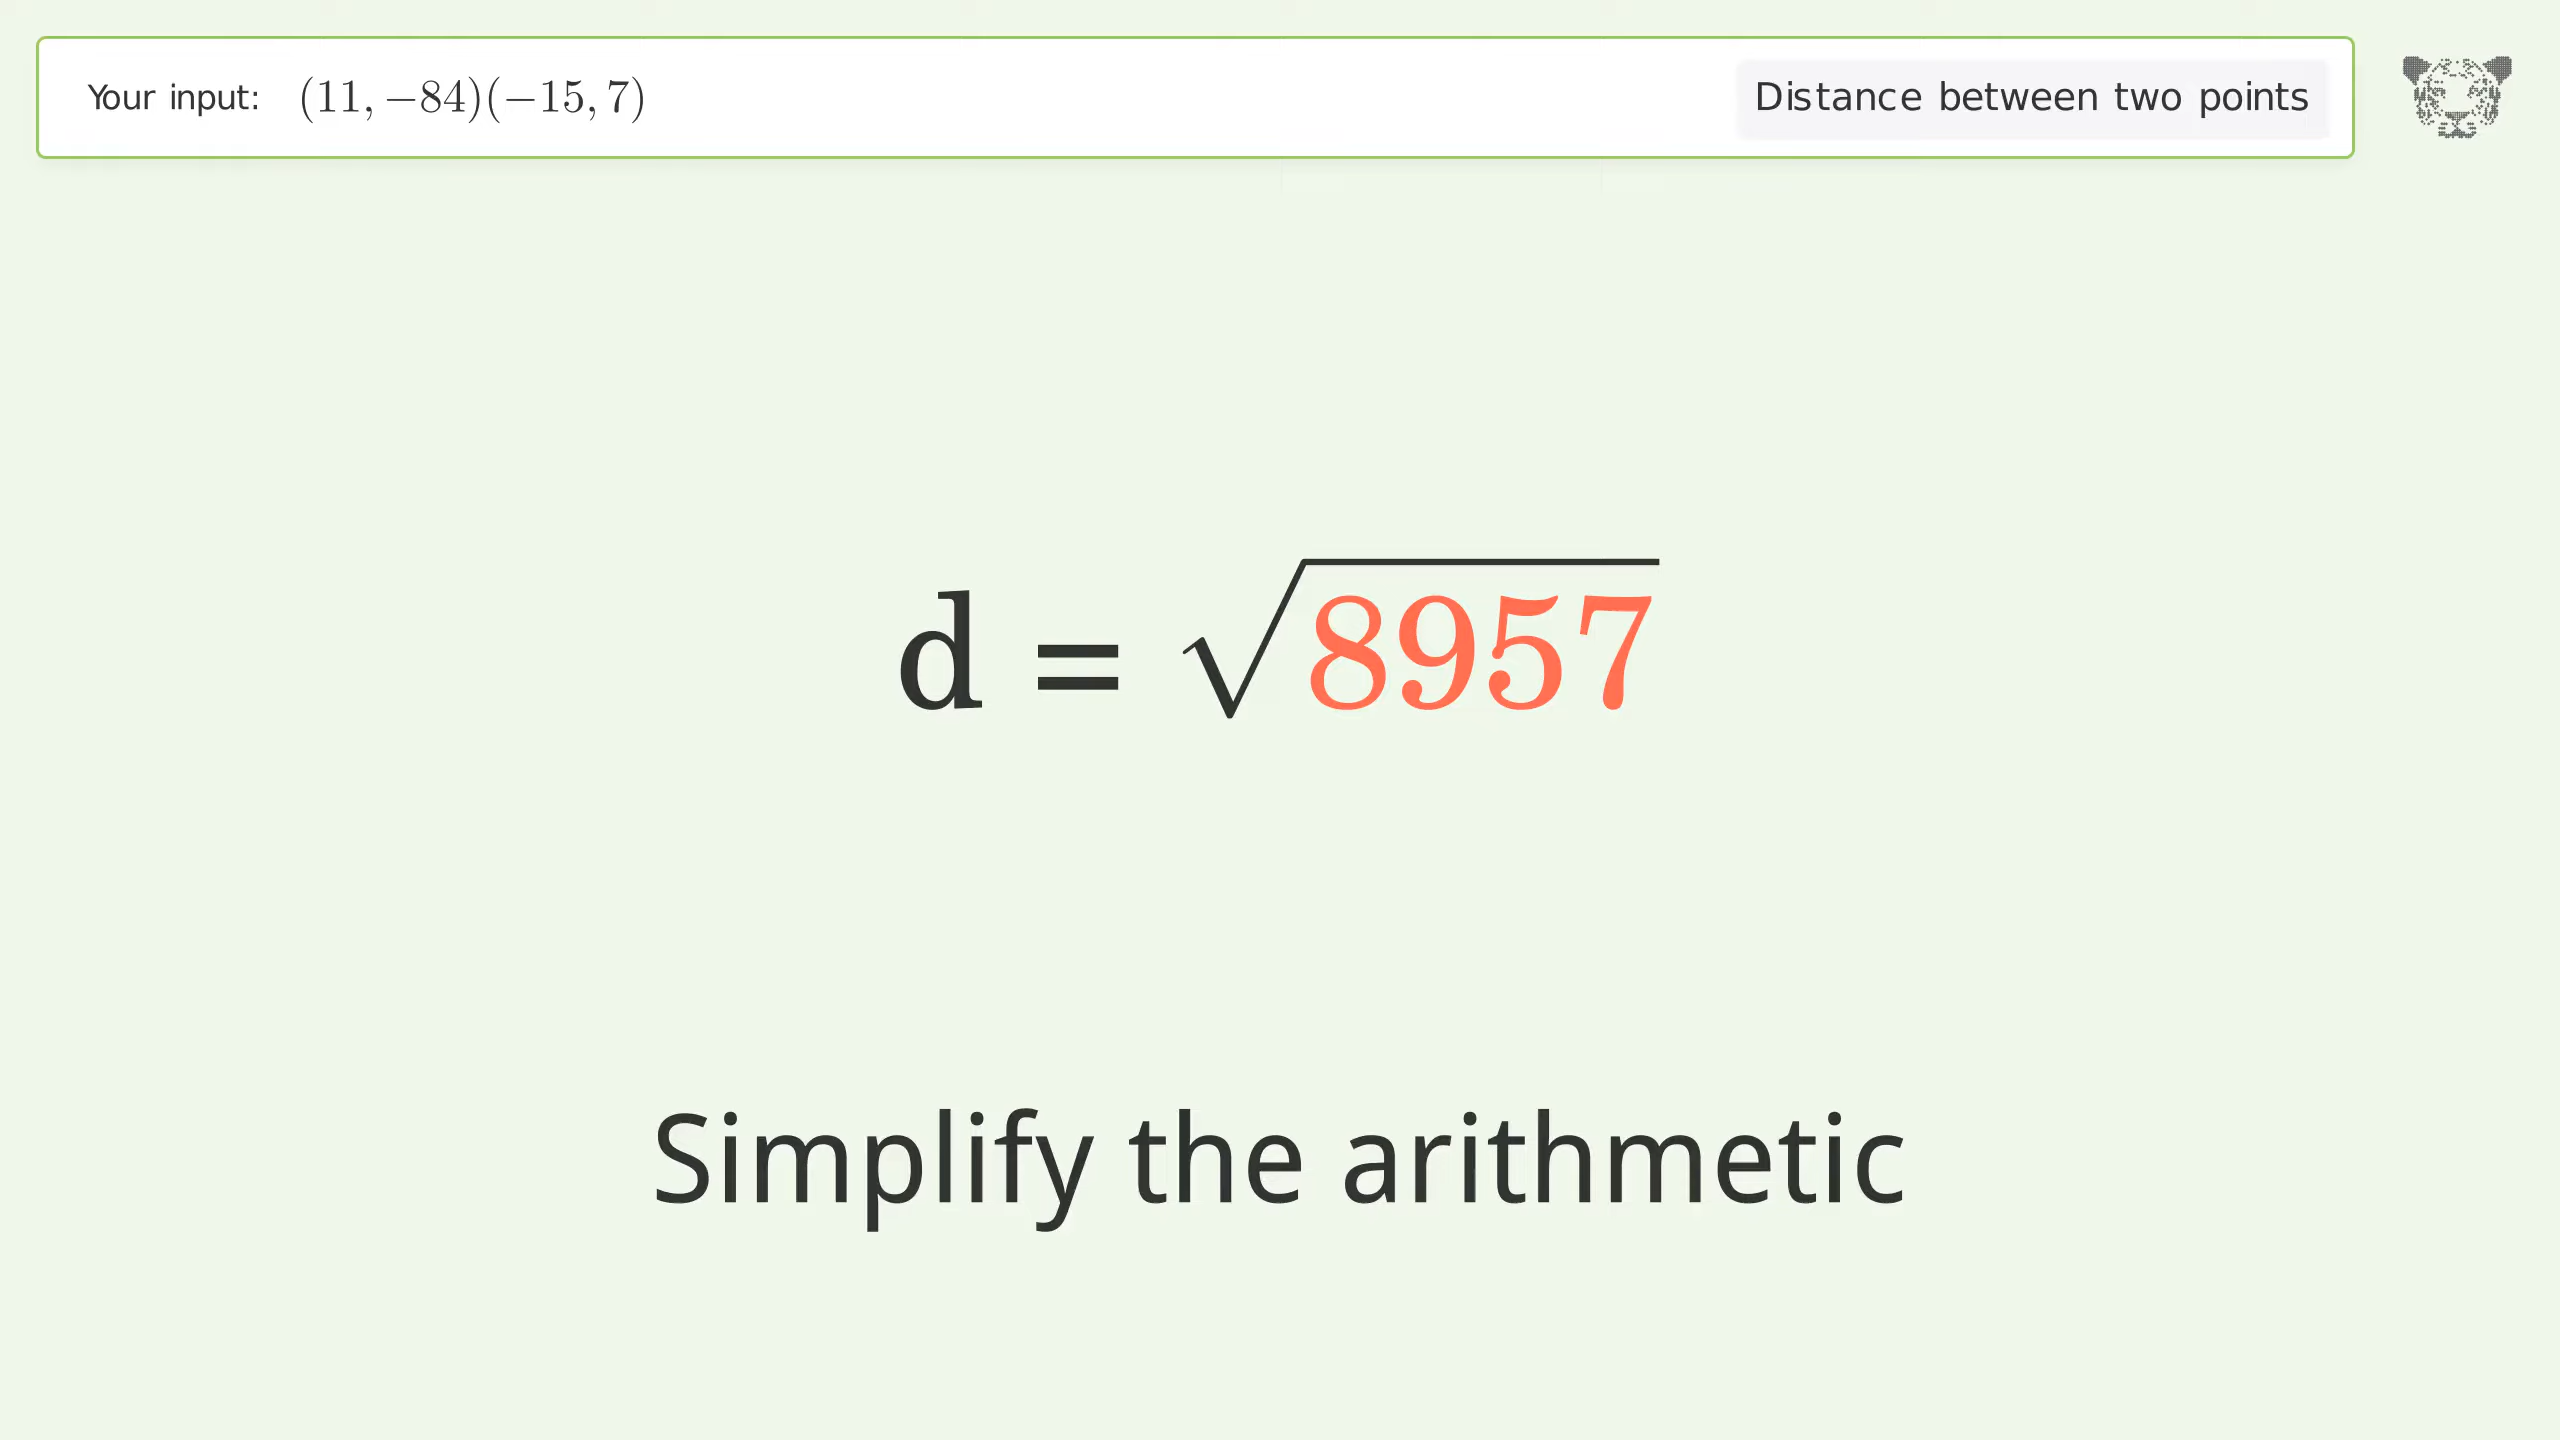 Your input: (11, −84)(−15, 7)
Distance between two points
d = √8957
Simplify the arithmetic